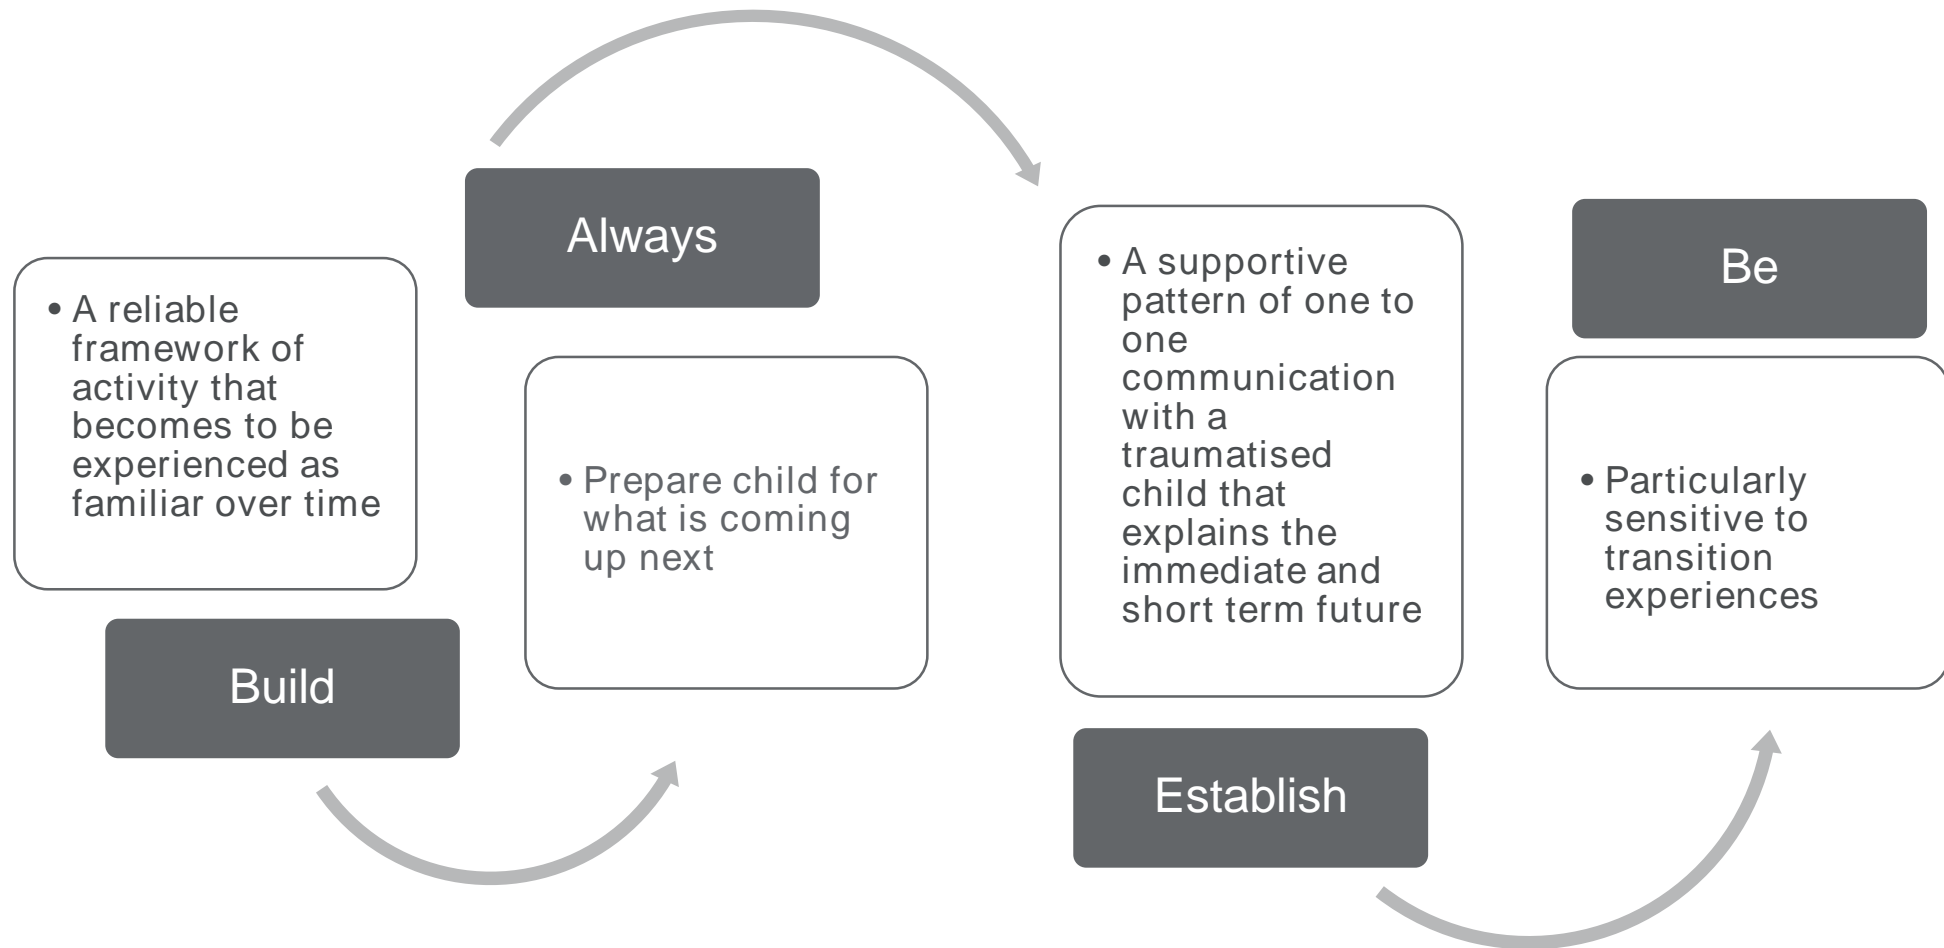 • A reliable
framework of
activity that
becomes to be
experienced as
familiar over time
Build
Always
• Prepare child for
what is coming
up next
• A supportive
pattern of one to
one
communication
with a
traumatised
child that
explains the
immediate and
short term future
Establish
Be
• Particularly
sensitive to
transition
experiences